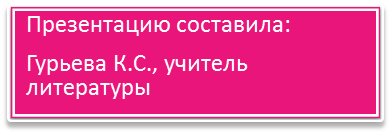 Презентацию составила:
Гурьева К.С., учитель
литературы